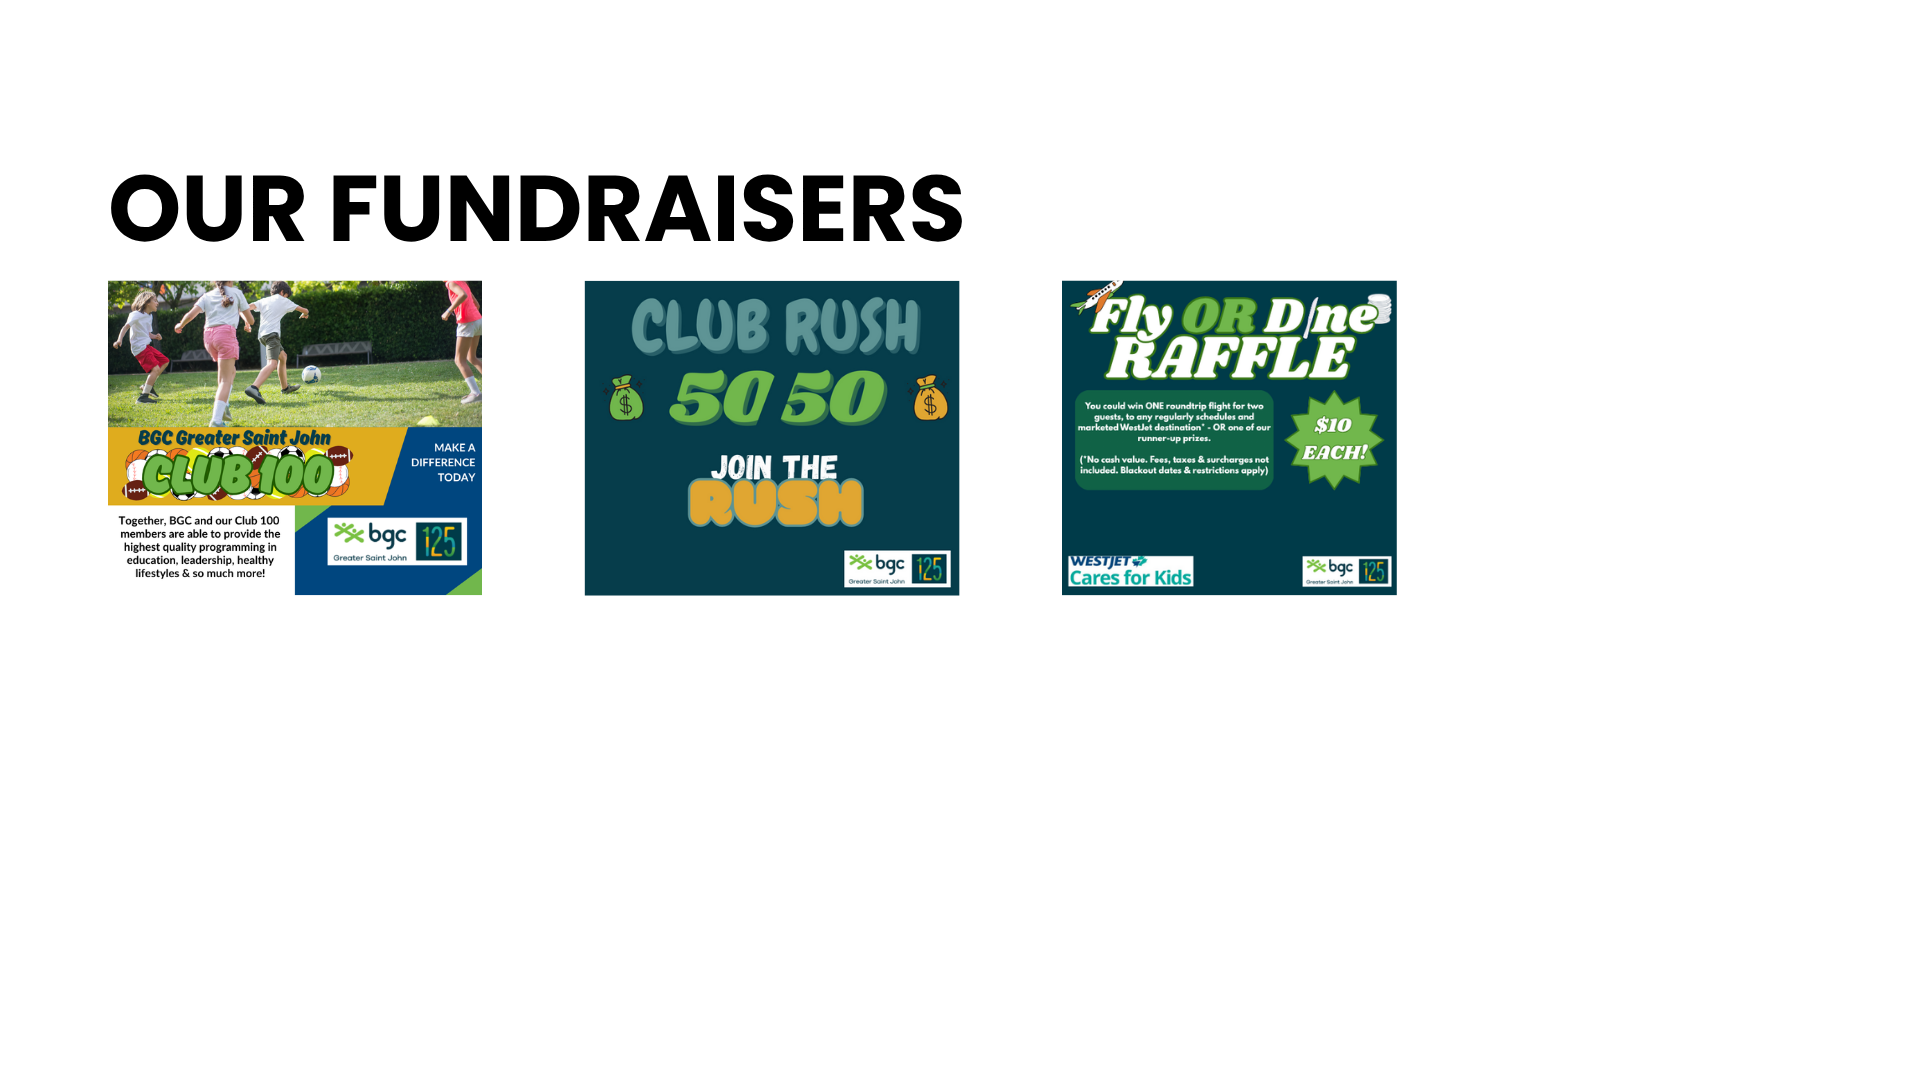 OUR FUNDRAISERS
BGC Greater Saint John
CLUB 100
MAKE A
DIFFERENCE
TODAY
Together, BGC and our Club 100
members are able to provide the
highest quality programming in
education, leadership, healthy
lifestyles & so much more!
bgc
Greater Saint John
125
CLUB RUSH
50 50
JOIN THE
RUSH
bgc
Greater Saint John
125
Fly OR Dine
RAFFLE
You could win ONE roundtrip flight for two
guests, to any regularly schedules and
marketed WestJet destination* - OR one of our
runner-up prizes.
(*No cash value. Fees, taxes & surcharges not
included. Blackout dates & restrictions apply)
$10
EACH!
WESTJET
Cares for Kids
bgc
Greater Saint John
125